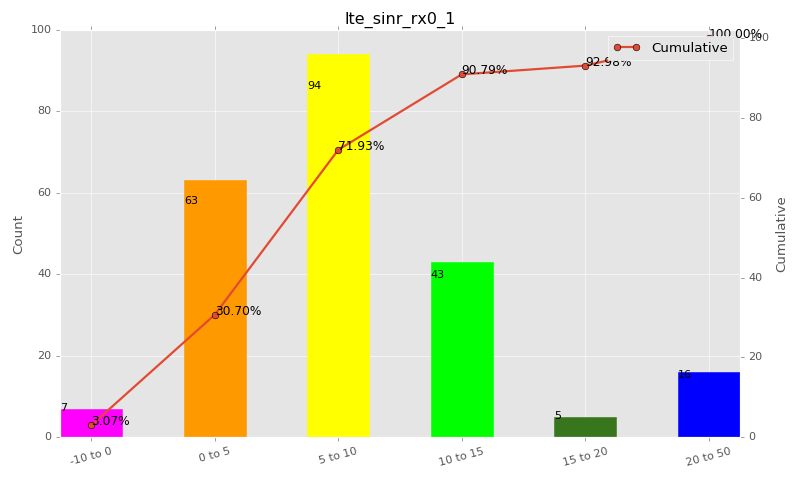 lte_sinr_rx0_1
100
80
60
40
20
0
Count
7
63
94
43
5
16
3.07%
30.70%
71.93%
90.79%
92.98%
100.00%
Cumulative
100
80
60
40
20
0
Cumulative
-10 to 0
0 to 5
5 to 10
10 to 15
15 to 20
20 to 50